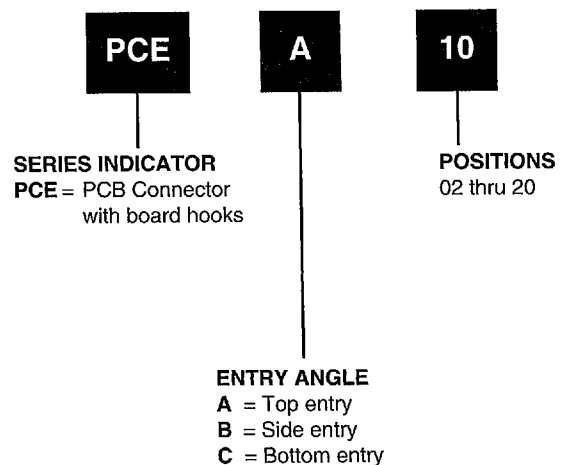 PCE A 10
SERIES INDICATOR
PCE = PCB Connector
with board hooks
POSITIONS
02 thru 20
ENTRY ANGLE
A = Top entry
B = Side entry
C = Bottom entry